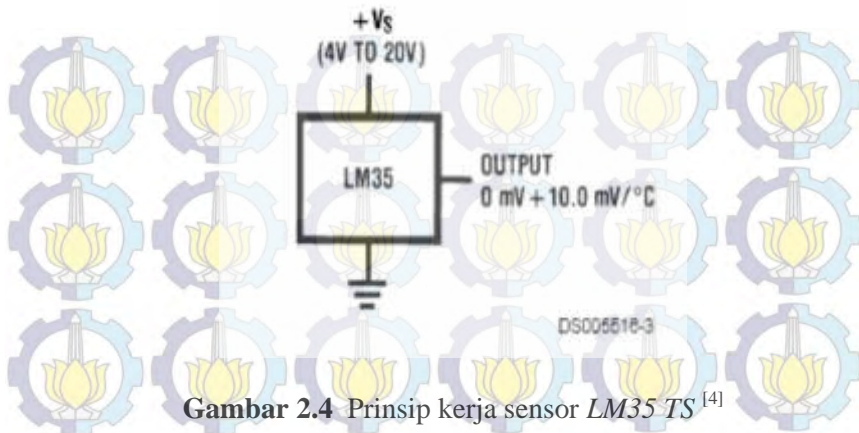 +VS
(4V TO 20V)
LM35
OUTPUT
0 mV + 10.0 mV/°C
DS005516-3
Gambar 2.4 Prinsip kerja sensor LM35 TS [4]